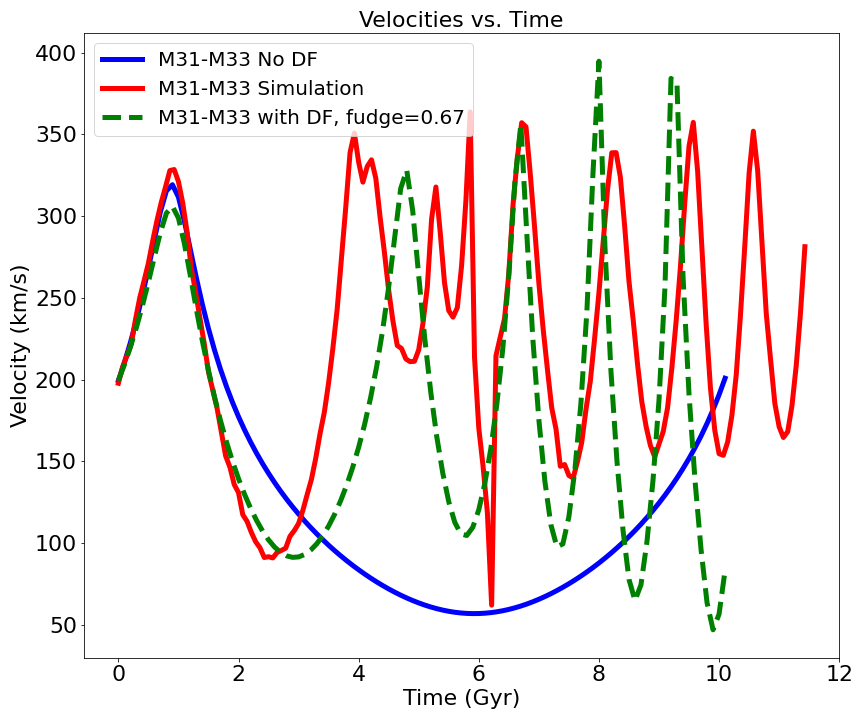 Velocities vs. Time
M31-M33 No DF
M31-M33 Simulation
M31-M33 with DF, fudge=0.67
Velocity (km/s)
400
350
300
250
200
150
100
50
0 2 4 6 8 10 12
Time (Gyr)